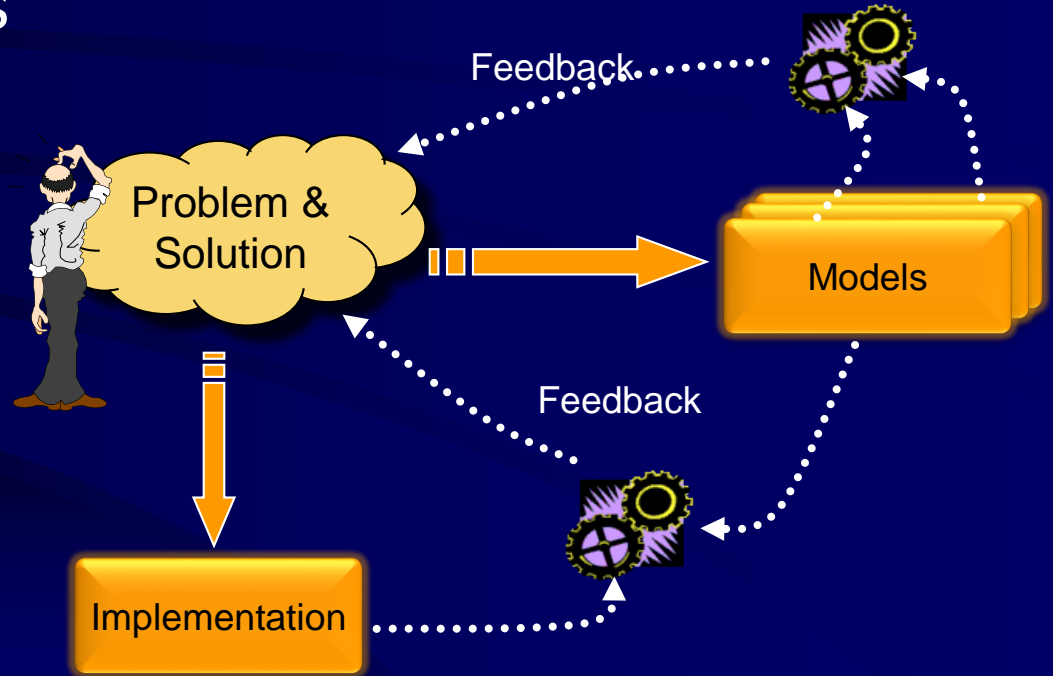 Feedback
Problem &
Solution
Models
Feedback
Implementation